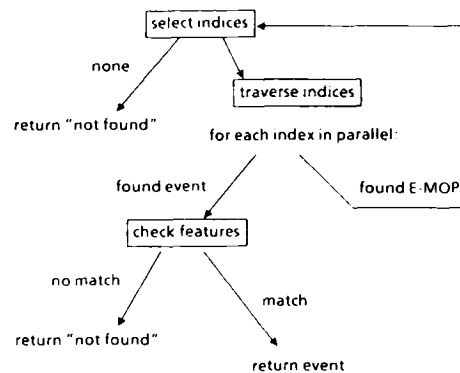 select indices
none
traverse indices
return "not found"
for each index in parallel:
found event
found E-MOP
check features
no match
match
return "not found"
return event